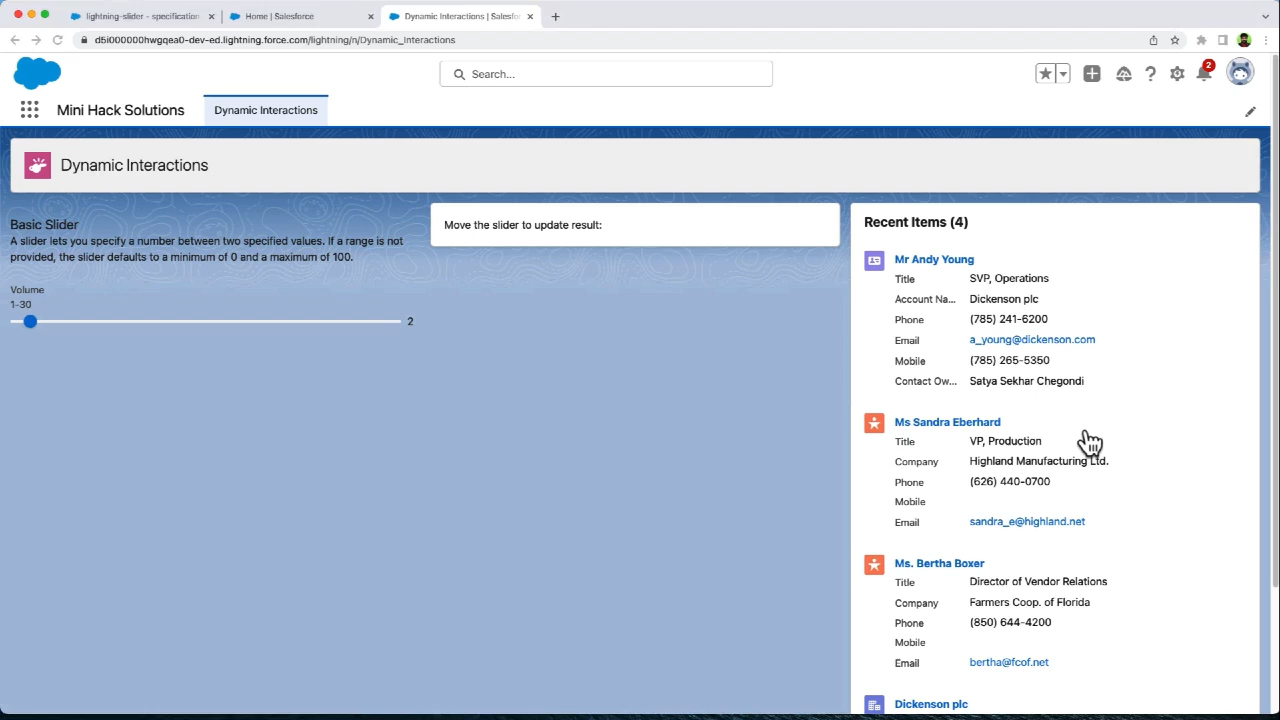 lightning-slider - specification
Home | Salesforce
Dynamic Interactions | Salesfor
d5i000000hwgqea0-dev-ed.lightning.force.com/lightning/n/Dynamic_Interactions
Search...
2
Mini Hack Solutions
Dynamic Interactions
Dynamic Interactions
Basic Slider
A slider lets you specify a number between two specified values. If a range is not
provided, the slider defaults to a minimum of 0 and a maximum of 100.
Volume
1-30
2
Move the slider to update result:
Recent Items (4)
Mr Andy Young
Title SVP, Operations
Account Na... Dickenson plc
Phone (785) 241-6200
Email a_young@dickenson.com
Mobile (785) 265-5350
Contact Ow... Satya Sekhar Chegondi
Ms Sandra Eberhard
Title VP, Production
Company Highland Manufacturing Ltd.
Phone (626) 440-0700
Mobile
Email sandra_e@highland.net
Ms. Bertha Boxer
Title Director of Vendor Relations
Company Farmers Coop. of Florida
Phone (850) 644-4200
Mobile
Email bertha@fcof.net
Dickenson plc